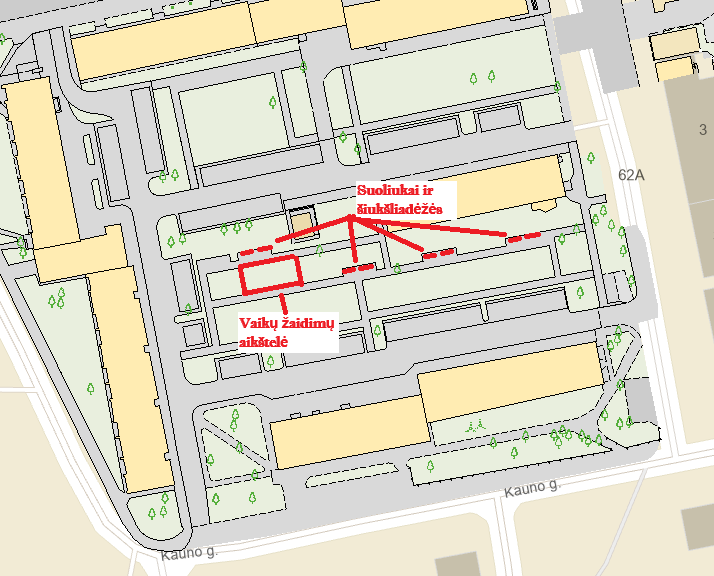 3
62A
Suoliukai ir
šiukšliadėžės
Vaikų žaidimų
aikštelė
Kauno g.
Kauno g.